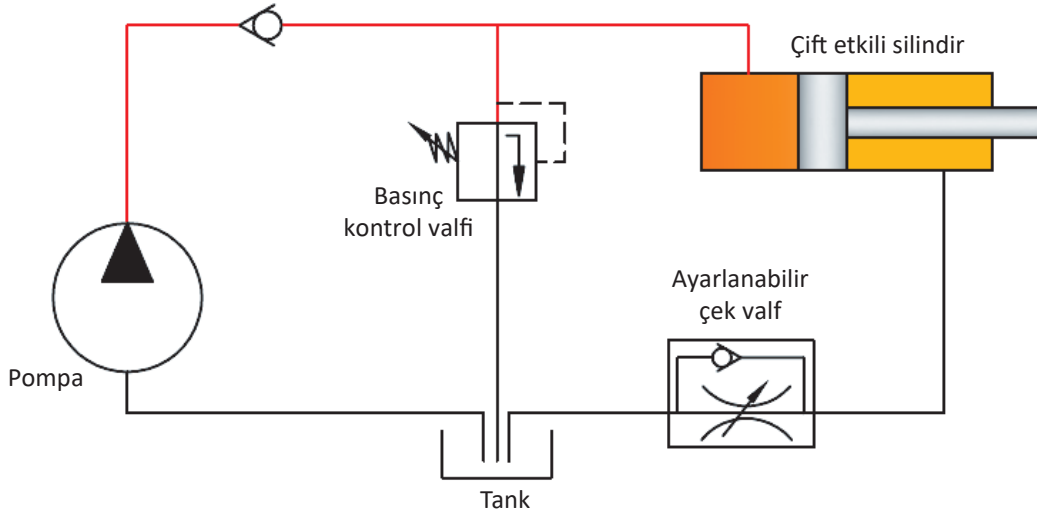 Çift etkili silindir
Basınç
kontrol valfi
Ayarlanabilir
çek valf
Pompa
Tank